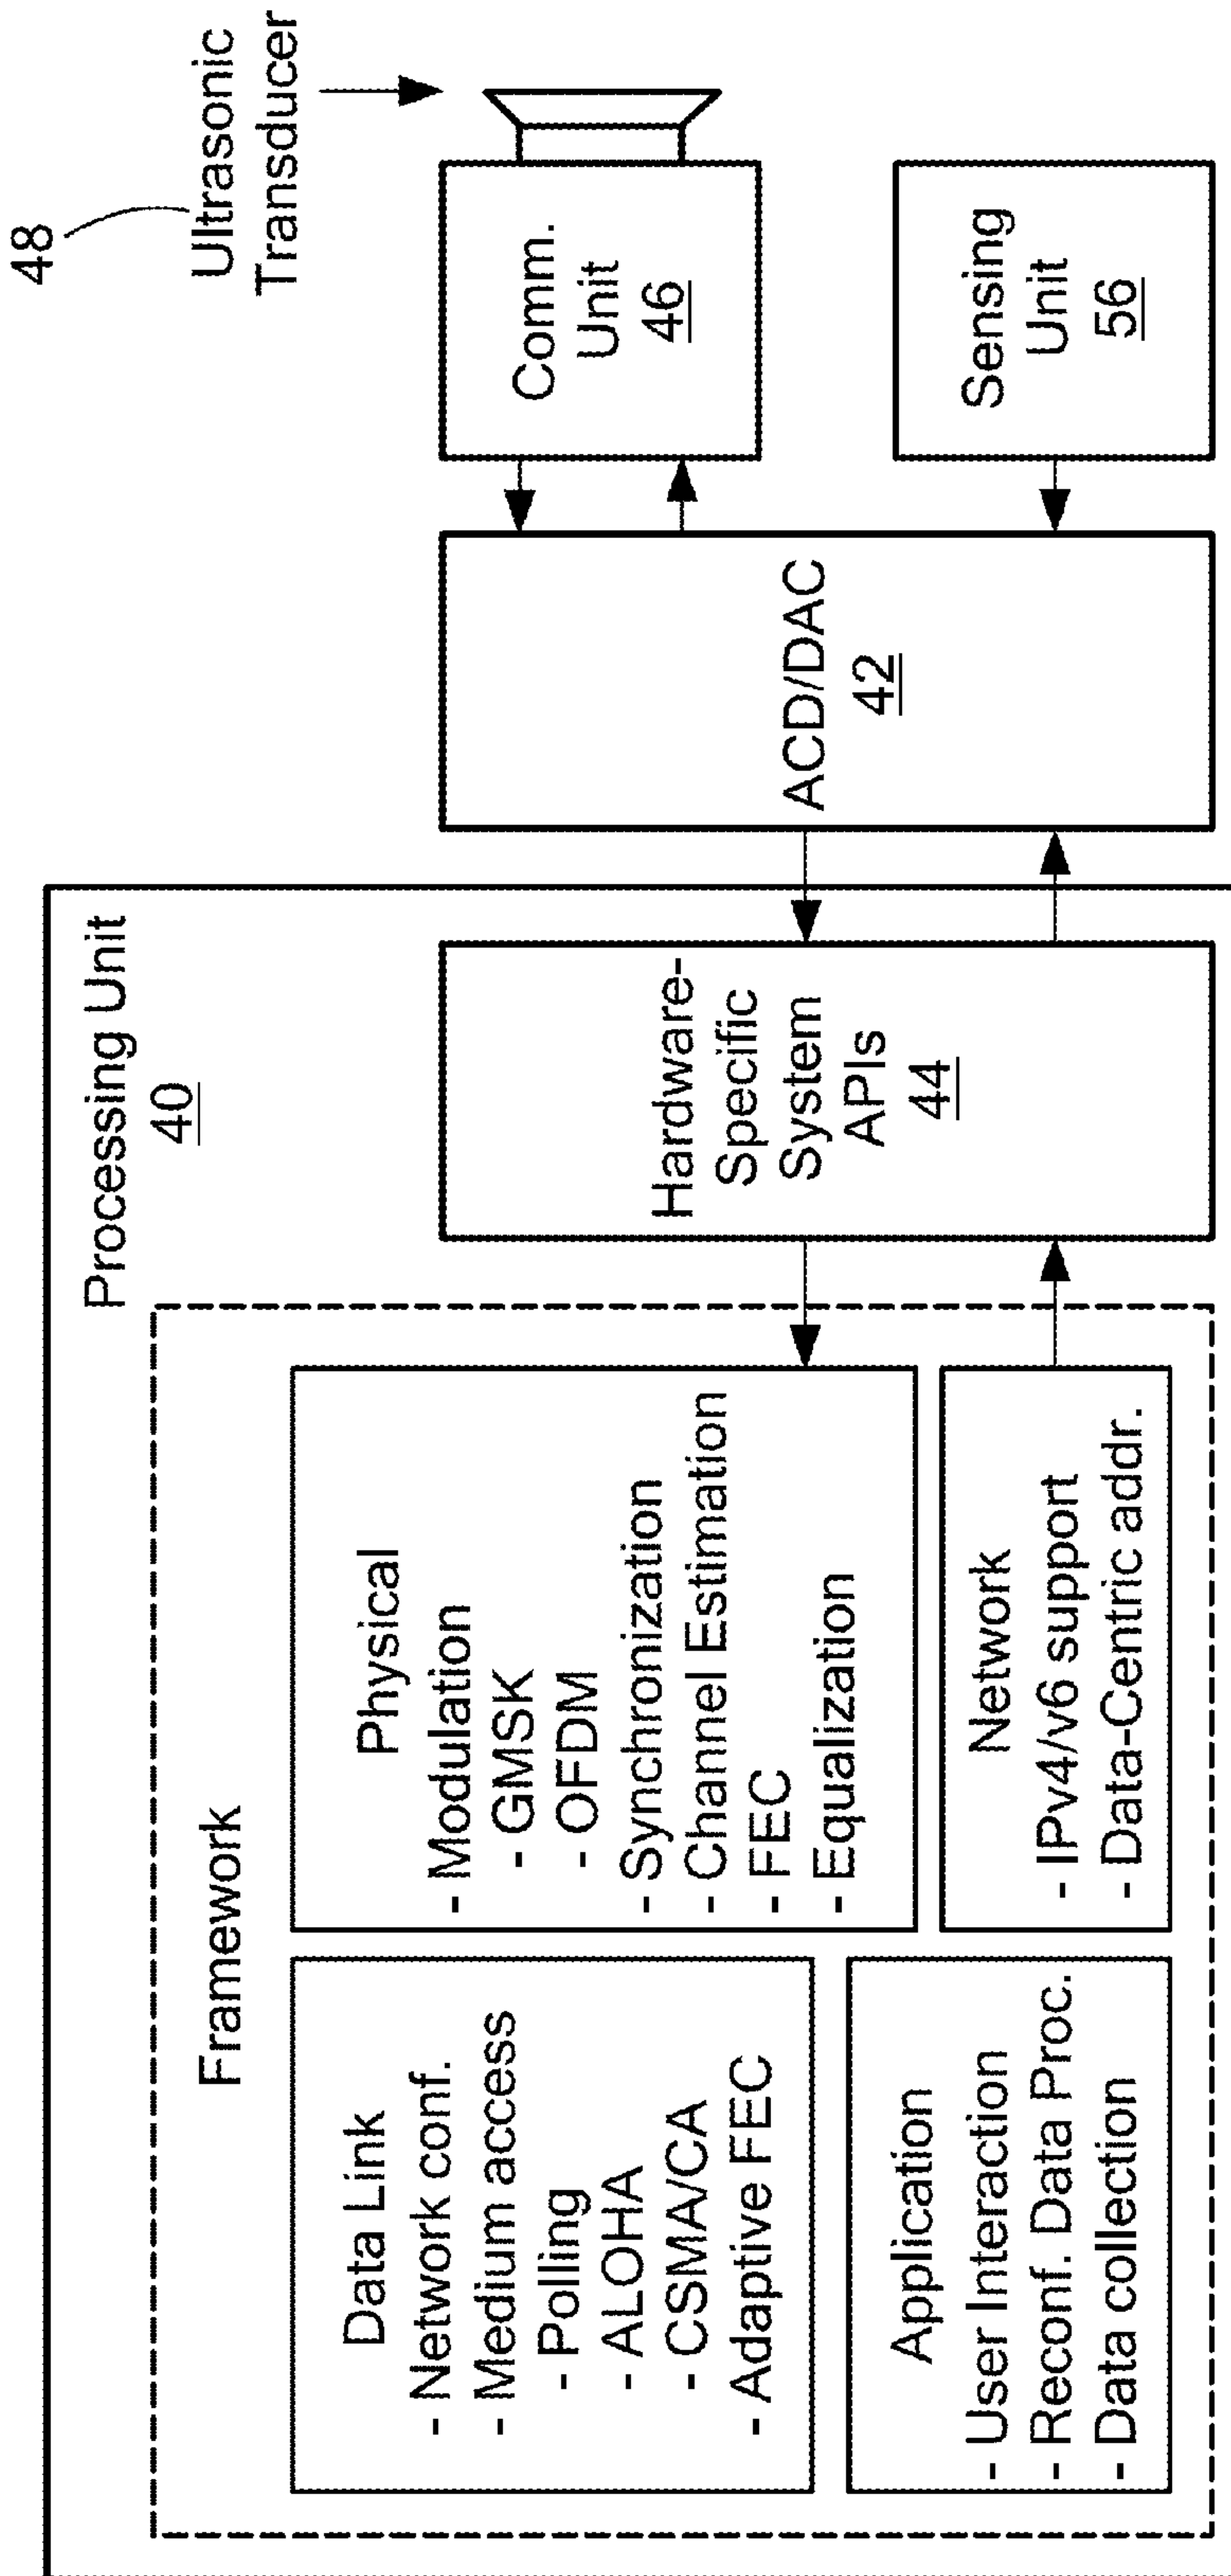 Processing Unit
40
Framework
Data Link
- Network conf.
- Medium access
- Polling
- ALOHA
- CSMA/CA
- Adaptive FEC
Physical
- Modulation
- GMSK
- OFDM
- Synchronization
- Channel Estimation
- FEC
- Equalization
Application
- User Interaction
- Reconf. Data Proc.
- Data collection
Network
- IPv4/v6 support
- Data-Centric addr.
Hardware-
Specific
System
APIs
44
ACD/DAC
42
48
Ultrasonic
Transducer
Comm.
Unit
46
Sensing
Unit
56